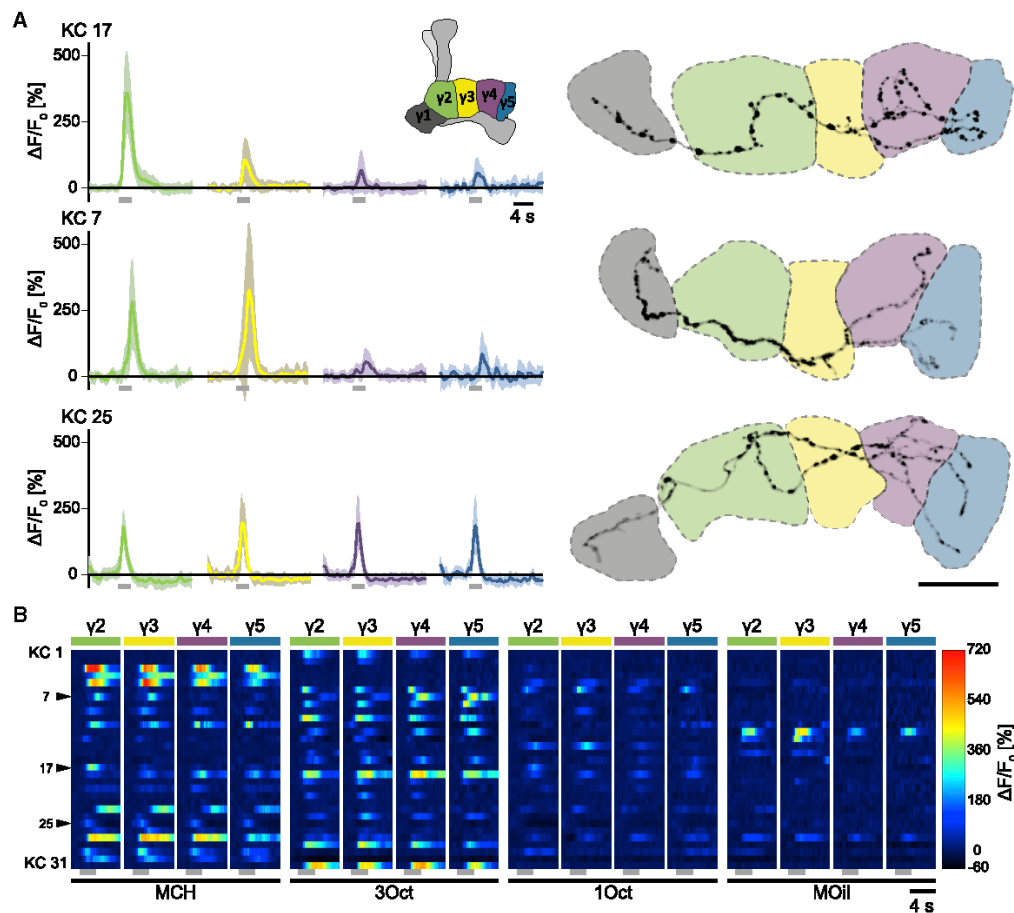 A
KC 17
500
250
0
ΔF/F₀ [%]
γ1
γ2
γ3
γ4
γ5
4 s
KC 7
500
250
0
ΔF/F₀ [%]
KC 25
500
250
0
ΔF/F₀ [%]
B
γ2 γ3 γ4 γ5 γ2 γ3 γ4 γ5 γ2 γ3 γ4 γ5 γ2 γ3 γ4 γ5
KC 1
7
17
25
KC 31
720
540
360
180
0
-60
ΔF/F₀ [%]
MCH 3Oct 1Oct MOil
4 s